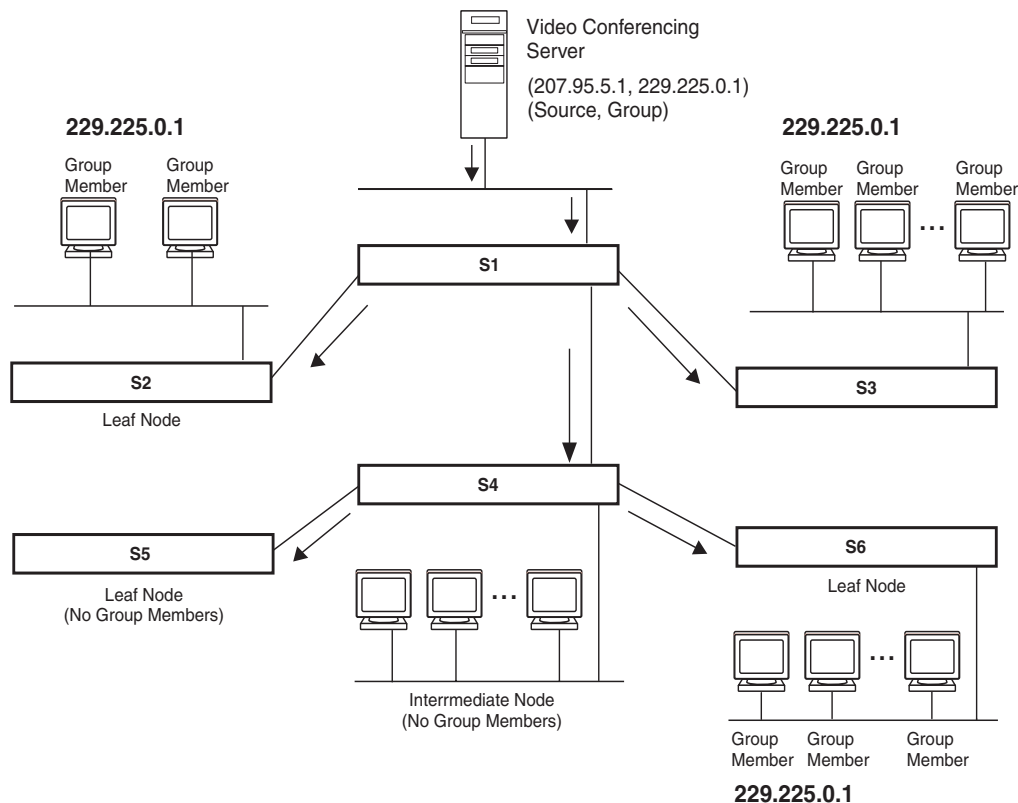 Video Conferencing
Server
(207.95.5.1, 229.225.0.1)
(Source, Group)
229.225.0.1
Group
Member
Group
Member
229.225.0.1
Group
Member
Group
Member
...
Group
Member
S1
S2
Leaf Node
S3
S4
S5
Leaf Node
(No Group Members)
S6
Leaf Node
...
Interrmediate Node
(No Group Members)
...
Group
Member
Group
Member
Group
Member
229.225.0.1